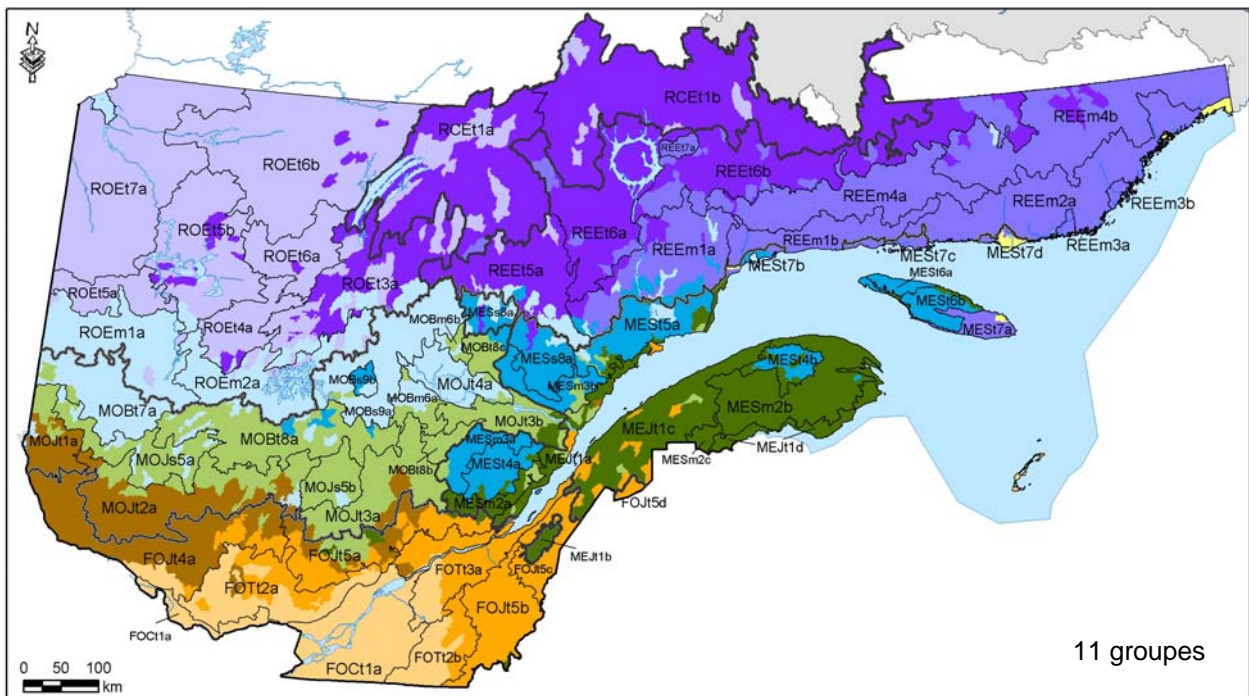 N
RCEt1b
RCEt1a
REEm4b
REEt7a
ROEt6b
REEt6b
ROEt7a
REEm4a
REEm2a
REEm3b
ROEt5b
ROEt6a
REEt6a
REEm1a
REEm1b
REEm3a
MESt7c
MESt7d
MESt7b
MESt6a
REEt5a
ROEt3a
MESt6b
ROEt5a
MESs8a
MESt5a
MESt7a
ROEm1a
ROEt4a
MOBm6b
MOBt8c
MESs8a
MESt4b
ROEm2a
MOBs9b
MOJt4a
MESm3b
MOBm6a
MESm2b
MOBt7a
MOBs9a
MEJt1c
MOJt3b
MOJt1a
MOBt8a
MESm3a
MEJt1d
MOJs5a
MEJt1a
MESm2c
MESt4a
MOBt8b
MOJs5b
MESm2a
FOJt5d
MOJt2a
MOJt3a
FOJt4a
FOJt5a
MEJt1b
FOTt3a
FOJt5c
FOTt2a
FOJt5b
FOCt1a
FOTt2b
FOCt1a
11 groupes
0 50 100
km